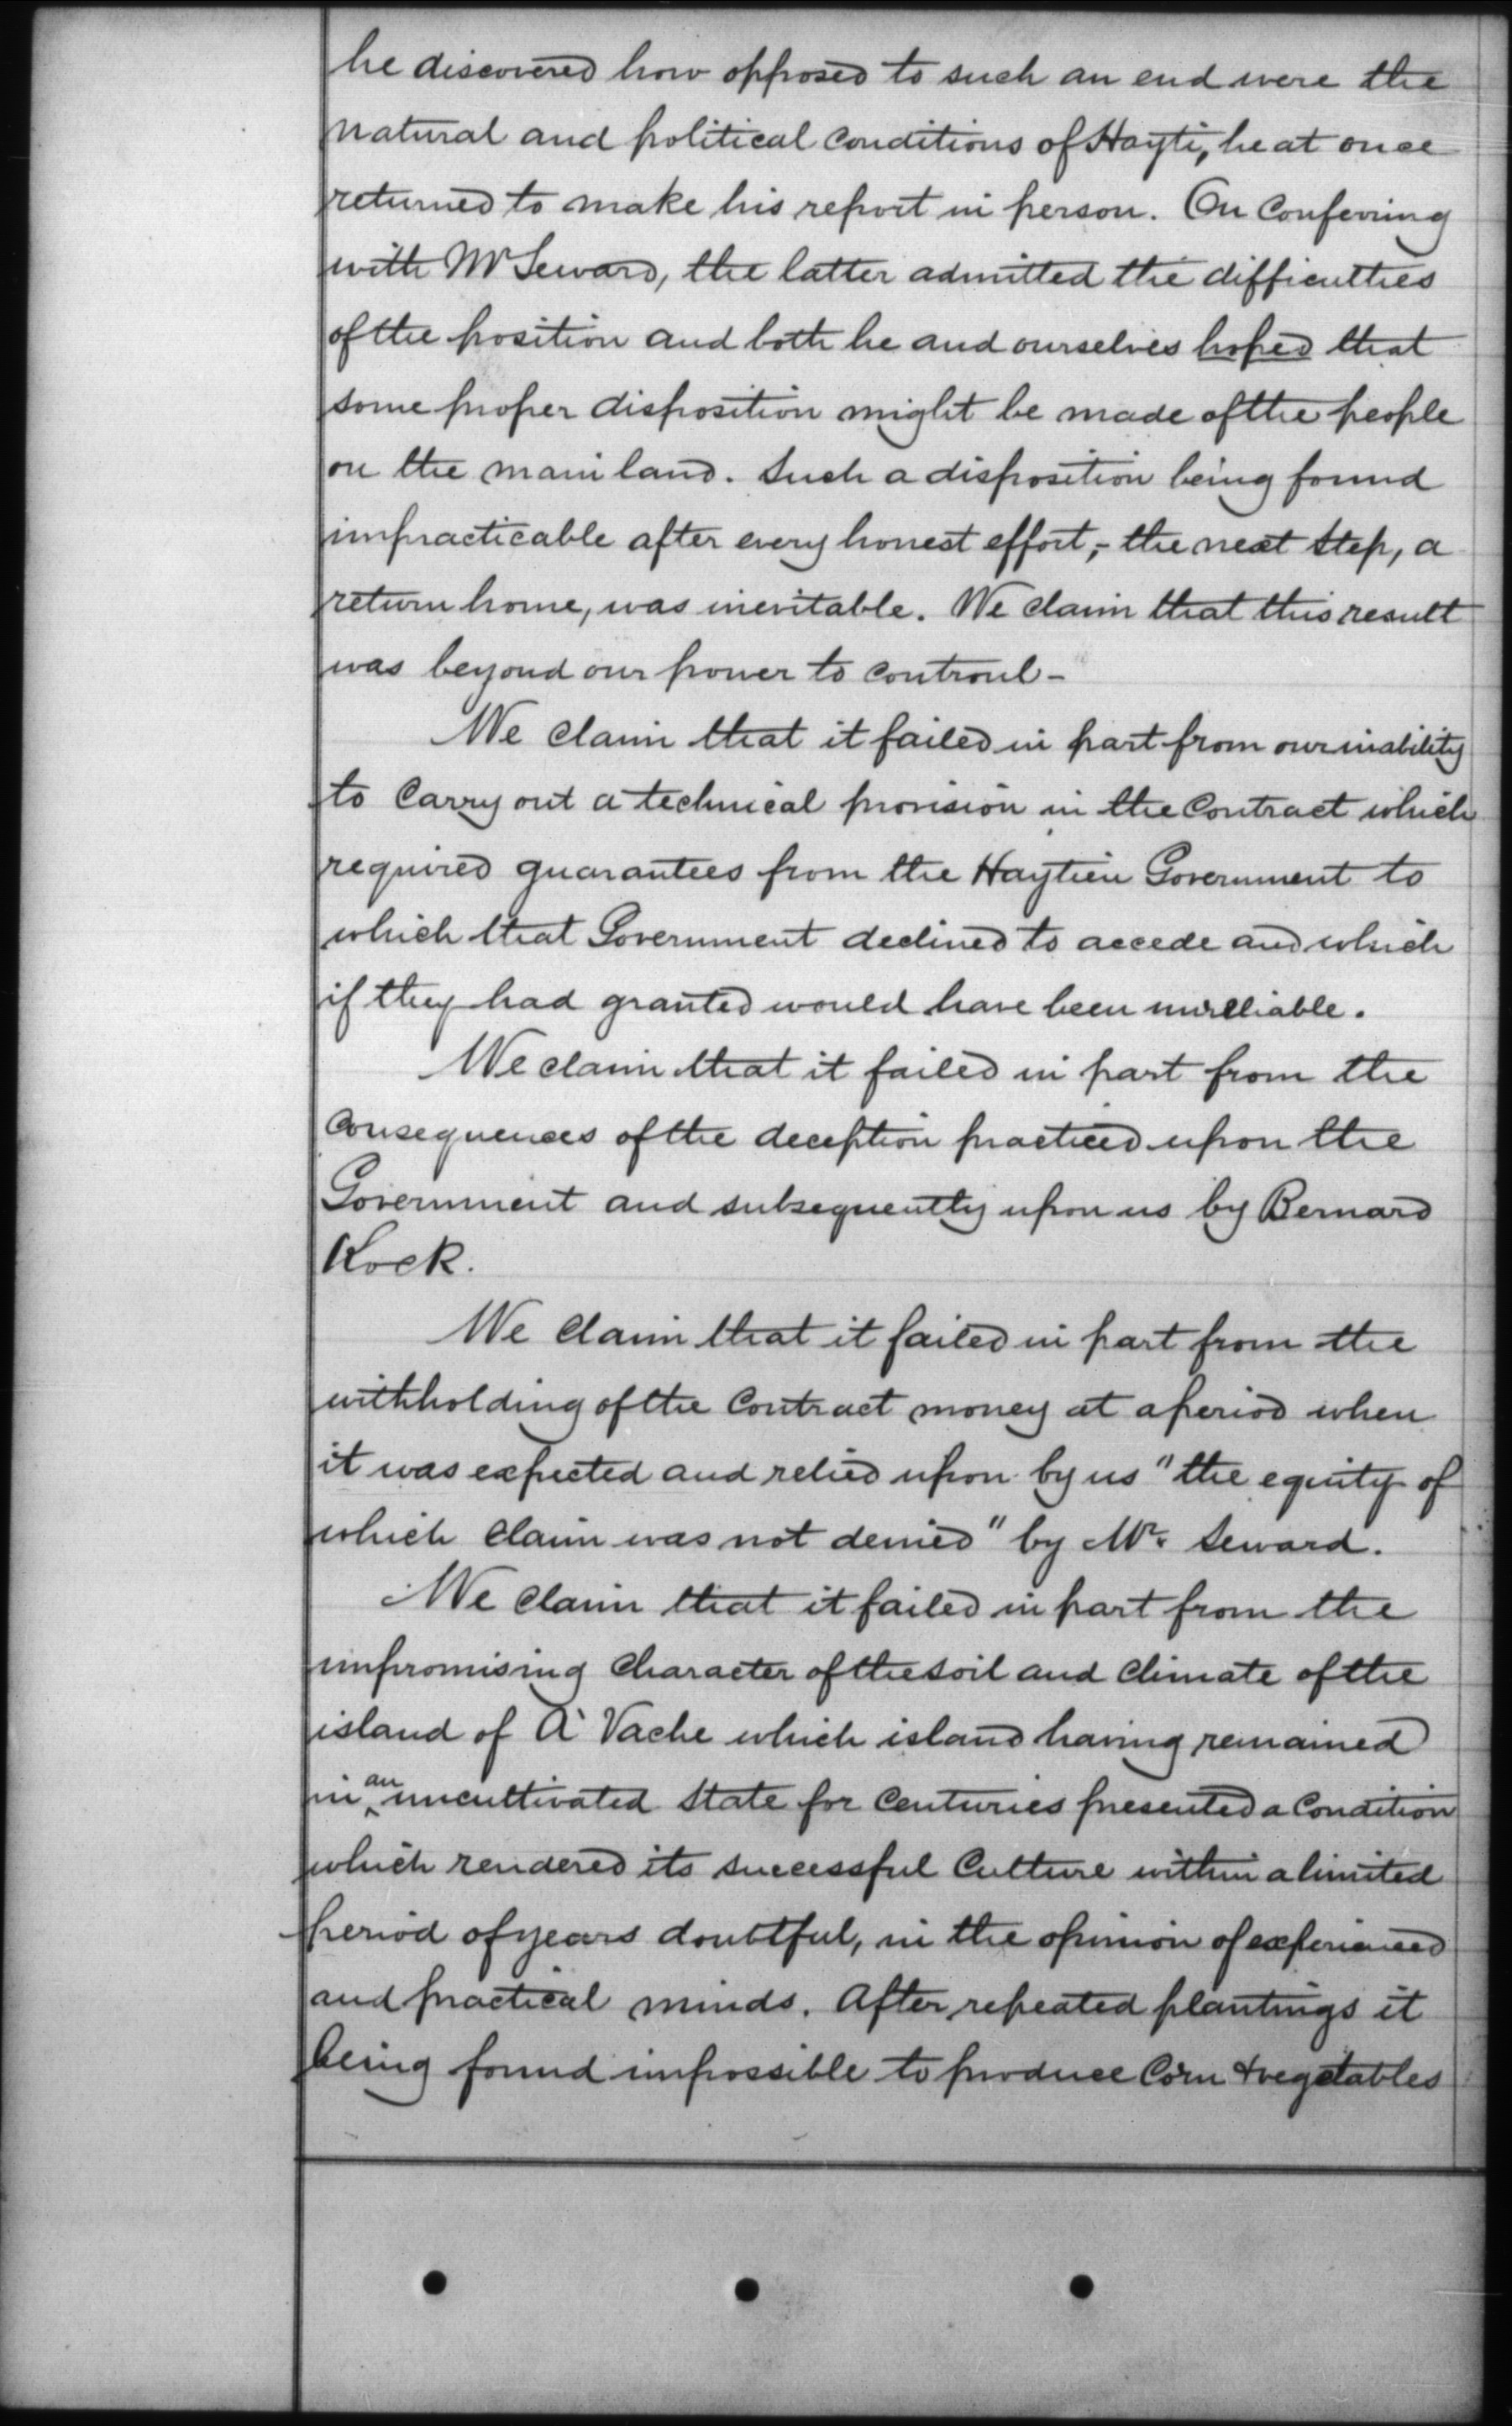 he discovered how opposed to such an end were the
natural and political conditions of Hayti, he at once
returned to make his report in person. On Conferring
with Mr Seward, the latter admitted the difficulties
of the position and both he and ourselves hoped that
some proper disposition might be made of the people
on the main land. Such a disposition being found
impracticable after every honest effort,- the next step, a
return home, was inevitable. We claim that this result
was beyond our power to controul-
We claim that it failed in part from our inability
to Carry out a technical provision in the Contract which
required guarantees from the Haytien Government to
which that Government declined to accede and which
if they had granted would have been unreliable.
We claim that it failed in part from the
Consequences of the deception practiced upon the
Government and subsequently upon us by Bernard
Kock.
We claim that it failed in part from the
withholding of the Contract money at a period when
it was expected and relied upon by us "the equity of
which claim was not denied" by Mr. Seward.
We claim that it failed in part from the
unpromising Character of the soil and Climate of the
island of A' Vache which island having remained
in an uncultivated State for Centuries presented a Condition
which rendered its successful Culture within a limited
period of years doubtful, in the opinion of experienced
and practical minds. After repeated plantings it
being found impossible to produce Corn & vegetables